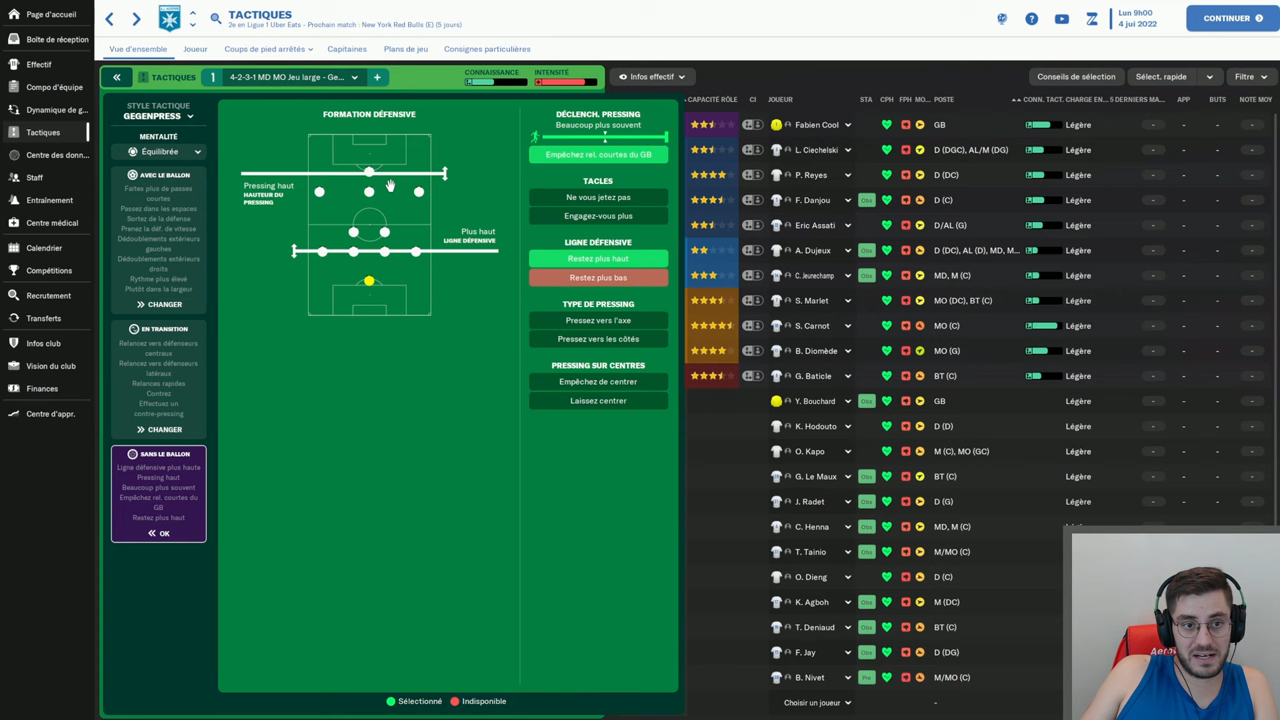 Page d'accueil
Boîte de réception
Effectif
Compo d'équipe
Dynamique de g...
Tactiques
Centre des donn...
Staff
Entrainement
Centre médical
Calendrier
Compétitions
Recrutement
Transferts
Infos club
Vision du club
Finances
Centre d'appr.
TACTIQUES
2e en Ligue 1 Uber Eats - Prochain match : New York Red Bulls (E) (5 jours)
Lun 9h00
4 jui 2022
CONTINUER
Vue d'ensemble
Joueur
Coups de pied arrêtés
Capitaines
Plans de jeu
Consignes particulières
TACTIQUES
1
4-2-3-1 MD MO Jeu large - Ge...
CONNAISSANCE
INTENSITÉ
Infos effectif
Conseils de sélection
Sélect. rapide
Filtre
STYLE TACTIQUE
GEGENPRESS
MENTALITÉ
Équilibrée
AVEC LE BALLON
Faites plus de passes
courtes
Passez dans les espaces
Sortez de la défense
Prenez la déf. de vitesse
Dédoublements extérieurs
gauches
Dédoublements extérieurs
droits
Rythme plus élevé
Plutôt dans la largeur
CHANGER
EN TRANSITION
Relancez vers défenseurs
centraux
Relancez vers défenseurs
latéraux
Relances rapides
Contrez
Effectuez un
contre-pressing
CHANGER
SANS LE BALLON
Ligne défensive plus haute
Pressing haut
Beaucoup plus souvent
Empêchez rel. courtes du
GB
Restez plus haut
OK
FORMATION DÉFENSIVE
Pressing haut
HAUTEUR DU
PRESSING
Plus haut
LIGNE DÉFENSIVE
DÉCLENCH. PRESSING
Beaucoup plus souvent
Empêchez rel. courtes du GB
TACLES
Ne vous jetez pas
Engagez-vous plus
LIGNE DÉFENSIVE
Restez plus haut
Restez plus bas
TYPE DE PRESSING
Pressez vers l'axe
Pressez vers les côtés
PRESSING SUR CENTRES
Empêchez de centrer
Laissez centrer
Sélectionné
Indisponible
CAPACITÉ RÔLE CI JOUEUR STA CPH FPH MO... POSTE CONN. TACT. CHARGE EN... 5 DERNIERS MA... APP BUTS NOTE MOY
Fabien Cool GB Légère - - - -
L. Ciechelski D (DGC), AL/M (DG) Légère - - - -
P. Reyes D (DC) Légère - - - -
F. Danjou Obs D (C) Légère - - - -
Eric Assati D/AL (G) Légère - - - -
A. Dujeux Obs D (DC), AL (D), MD, M... Légère - - - -
C. Jeurechamp Obs MD, M (C) Légère - - - -
S. Marlet MO (DC), BT (C) Légère - - - -
S. Carnot MO (C) Légère - - - -
B. Diomède MO (G) Légère - - - -
G. Baticle BT (C) Légère - - - -
Y. Bouchard Obs GB Légère - - - -
K. Hodouto D (D) Légère - - - -
O. Kapo M (C), MO (GC) Légère - - - -
G. Le Maux Obs BT (C) Légère - - - -
J. Radet Obs D (G) Légère - - - -
C. Henna Obs MD, M (C) Légère
T. Tainio Obs M/MO (C)
O. Dieng D (C)
K. Agboh Obs M (DC)
T. Deniaud Obs BT (C)
F. Jay Obs D (DG)
B. Nivet Pré M/MO (C)
Choisir un joueur -